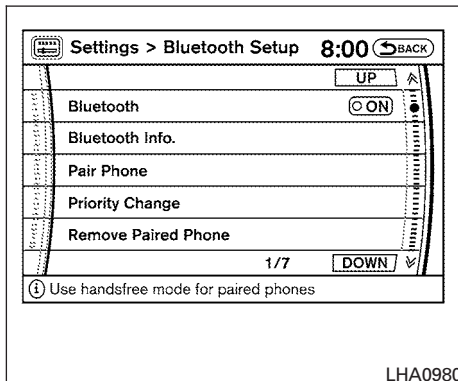 Settings > Bluetooth Setup 8:00 BACK
UP
Bluetooth ON
Bluetooth Info.
Pair Phone
Priority Change
Remove Paired Phone
1/7 DOWN
i Use handsfree mode for paired phones
LHA0980